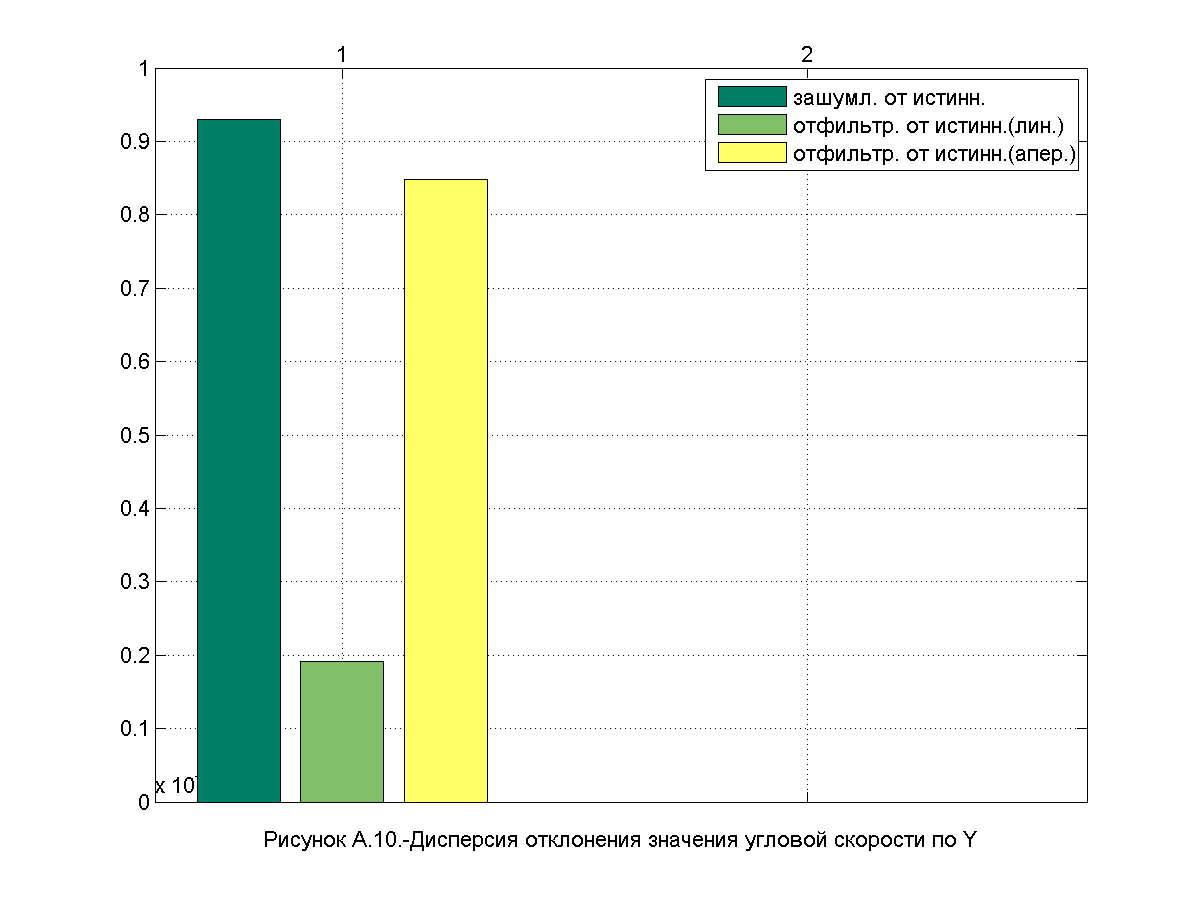 1 2
1
зашумл. от истинн.
отфильтр. от истинн.(лин.)
отфильтр. от истинн.(апер.)
0.9
0.8
0.7
0.6
0.5
0.4
0.3
0.2
0.1
x 10
0
Рисунок А.10.-Дисперсия отклонения значения угловой скорости по Y